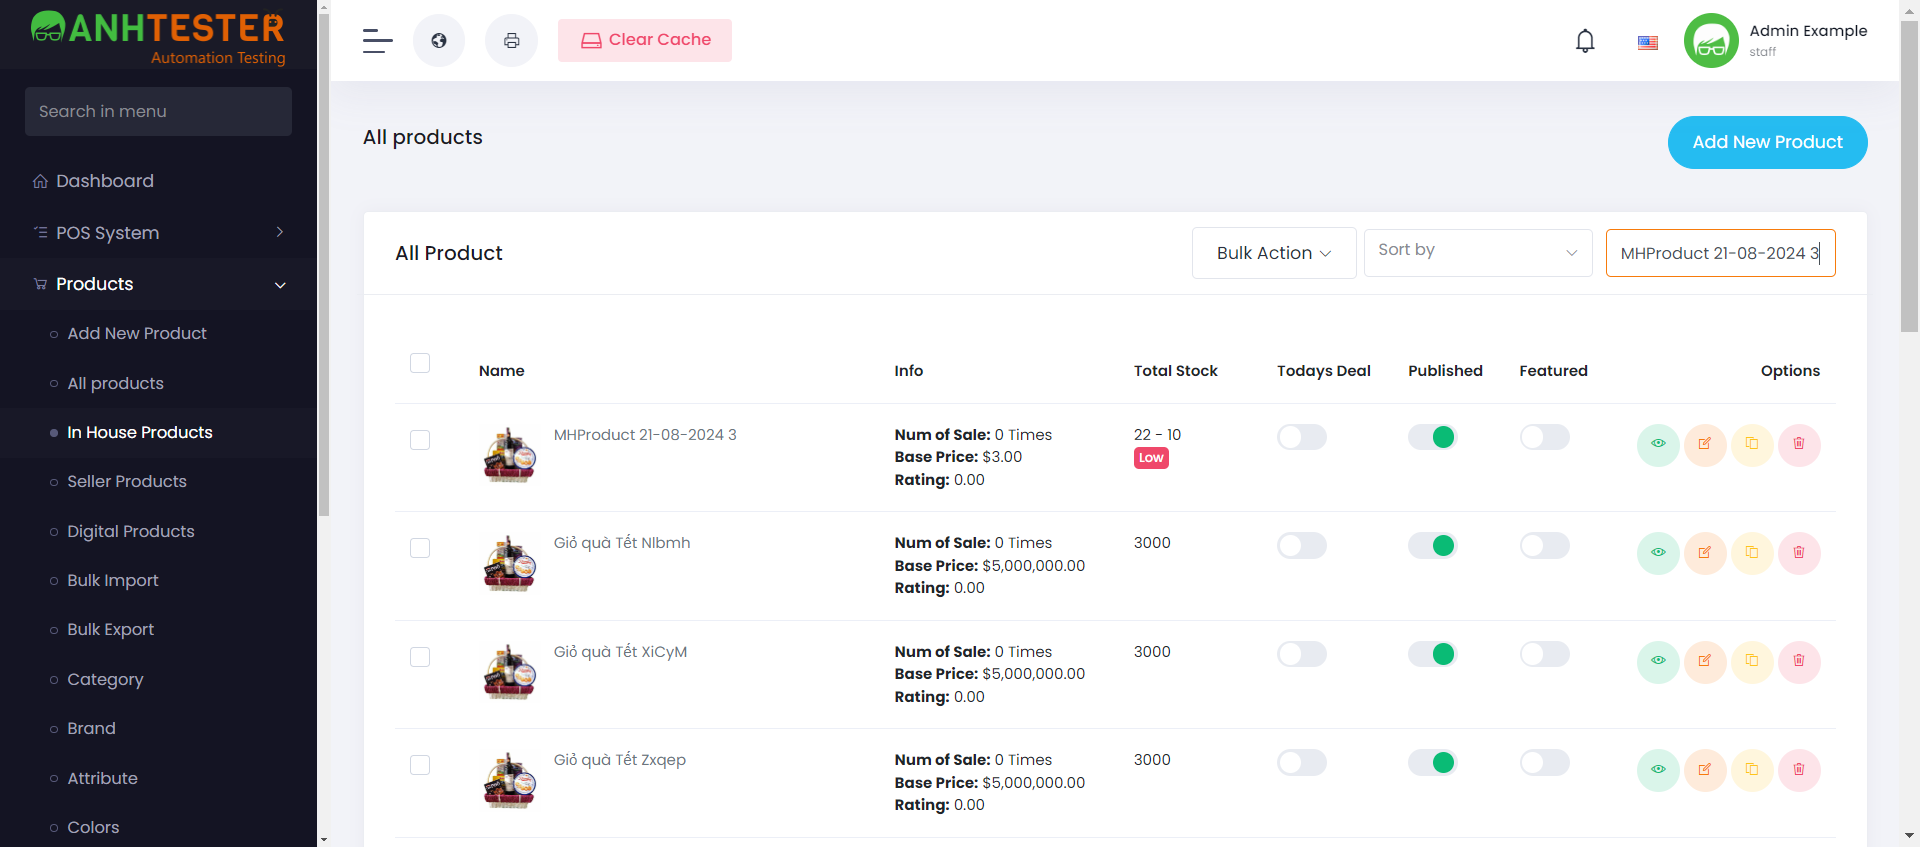 ANHTESTER
Automation Testing
Search in menu
Dashboard
POS System
Products
Add New Product
All products
In House Products
Seller Products
Digital Products
Bulk Import
Bulk Export
Category
Brand
Attribute
Colors
Clear Cache
Admin Example
staff
All products
Add New Product
All Product
Bulk Action
Sort by
MHProduct 21-08-2024 3
Name Info Total Stock Todays Deal Published Featured Options
MHProduct 21-08-2024 3
Num of Sale: 0 Times
Base Price: $3.00
Rating: 0.00
22 - 10
Low
Giỏ quà Tết Nlbmh
Num of Sale: 0 Times
Base Price: $5,000,000.00
Rating: 0.00
3000
Giỏ quà Tết XiCyM
Num of Sale: 0 Times
Base Price: $5,000,000.00
Rating: 0.00
3000
Giỏ quà Tết Zxqep
Num of Sale: 0 Times
Base Price: $5,000,000.00
Rating: 0.00
3000